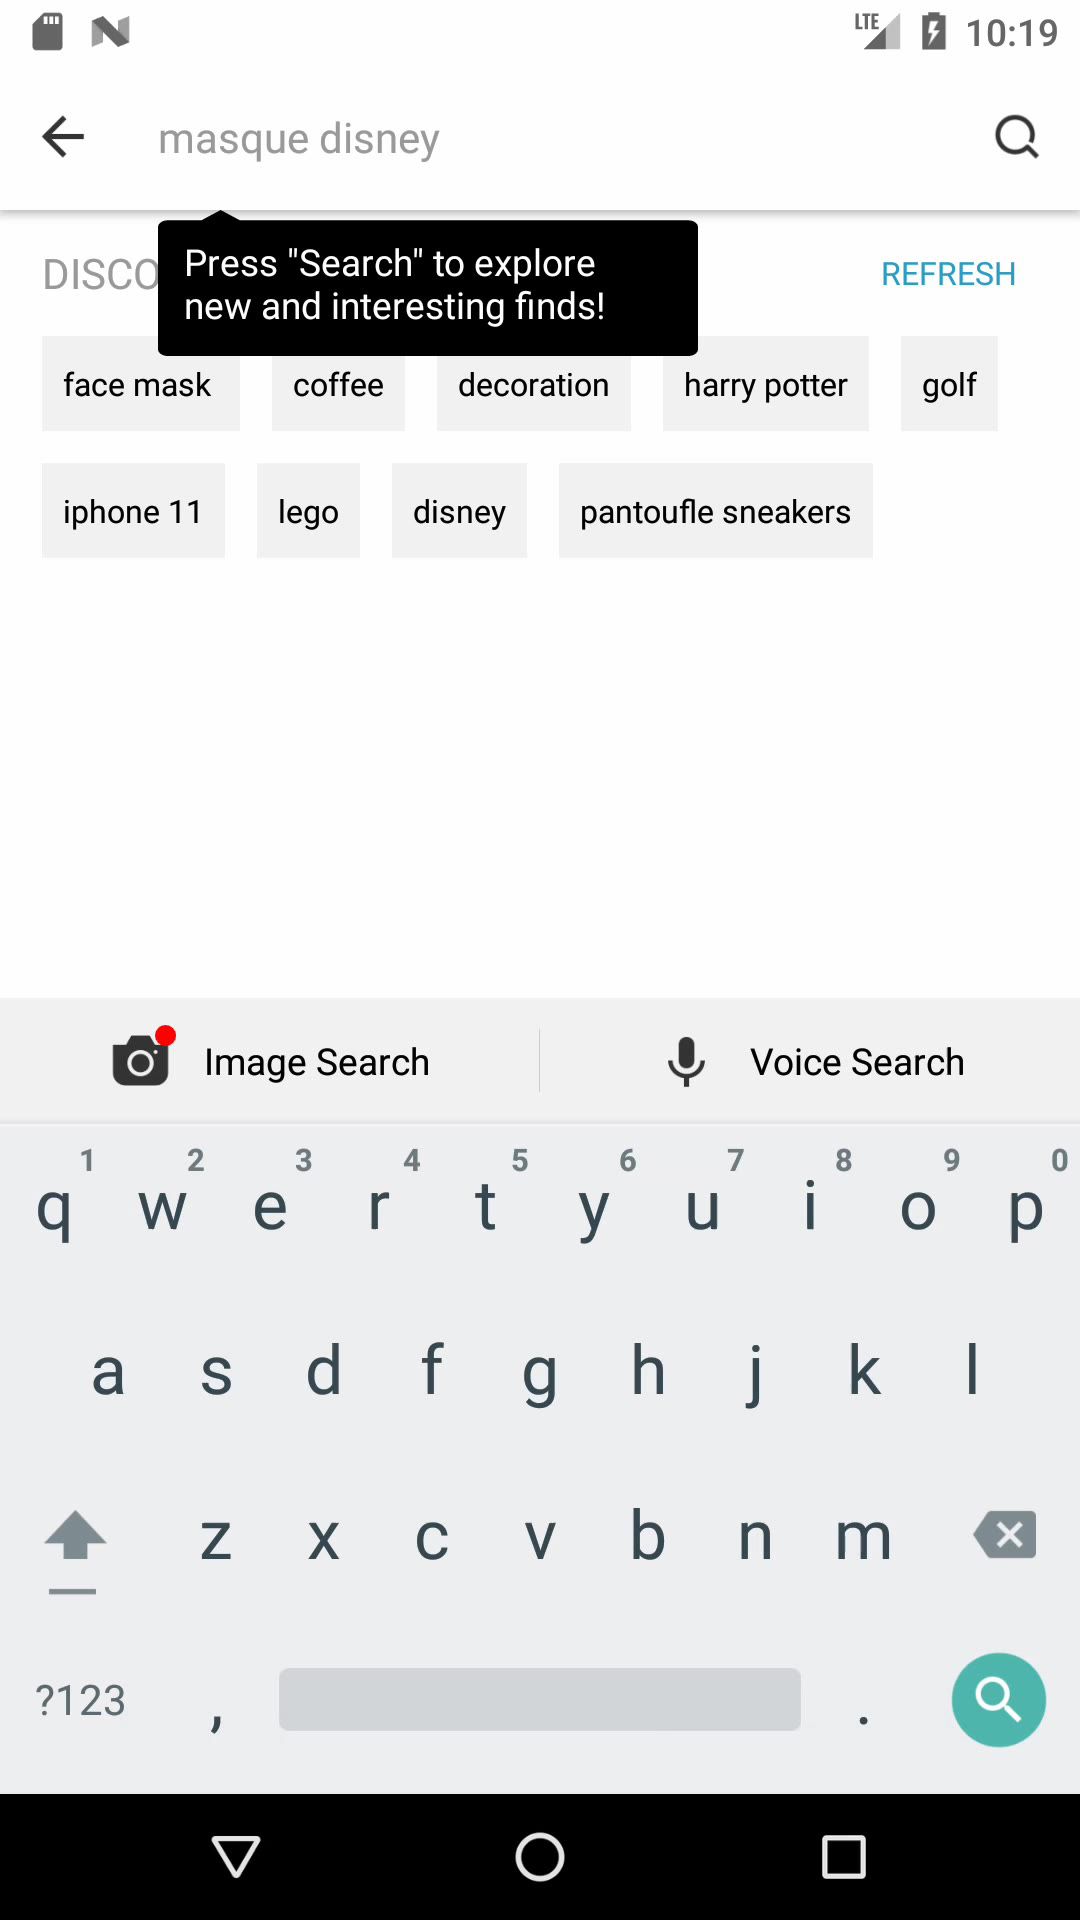 LTE 10:19
masque disney
Press "Search" to explore
new and interesting finds!
DISCO
REFRESH
face mask coffee decoration harry potter golf
iphone 11 lego disney pantoufle sneakers
Image Search Voice Search
1 2 3 4 5 6 7 8 9 0
q w e r t y u i o p
a s d f g h j k l
z x c v b n m
?123 , .